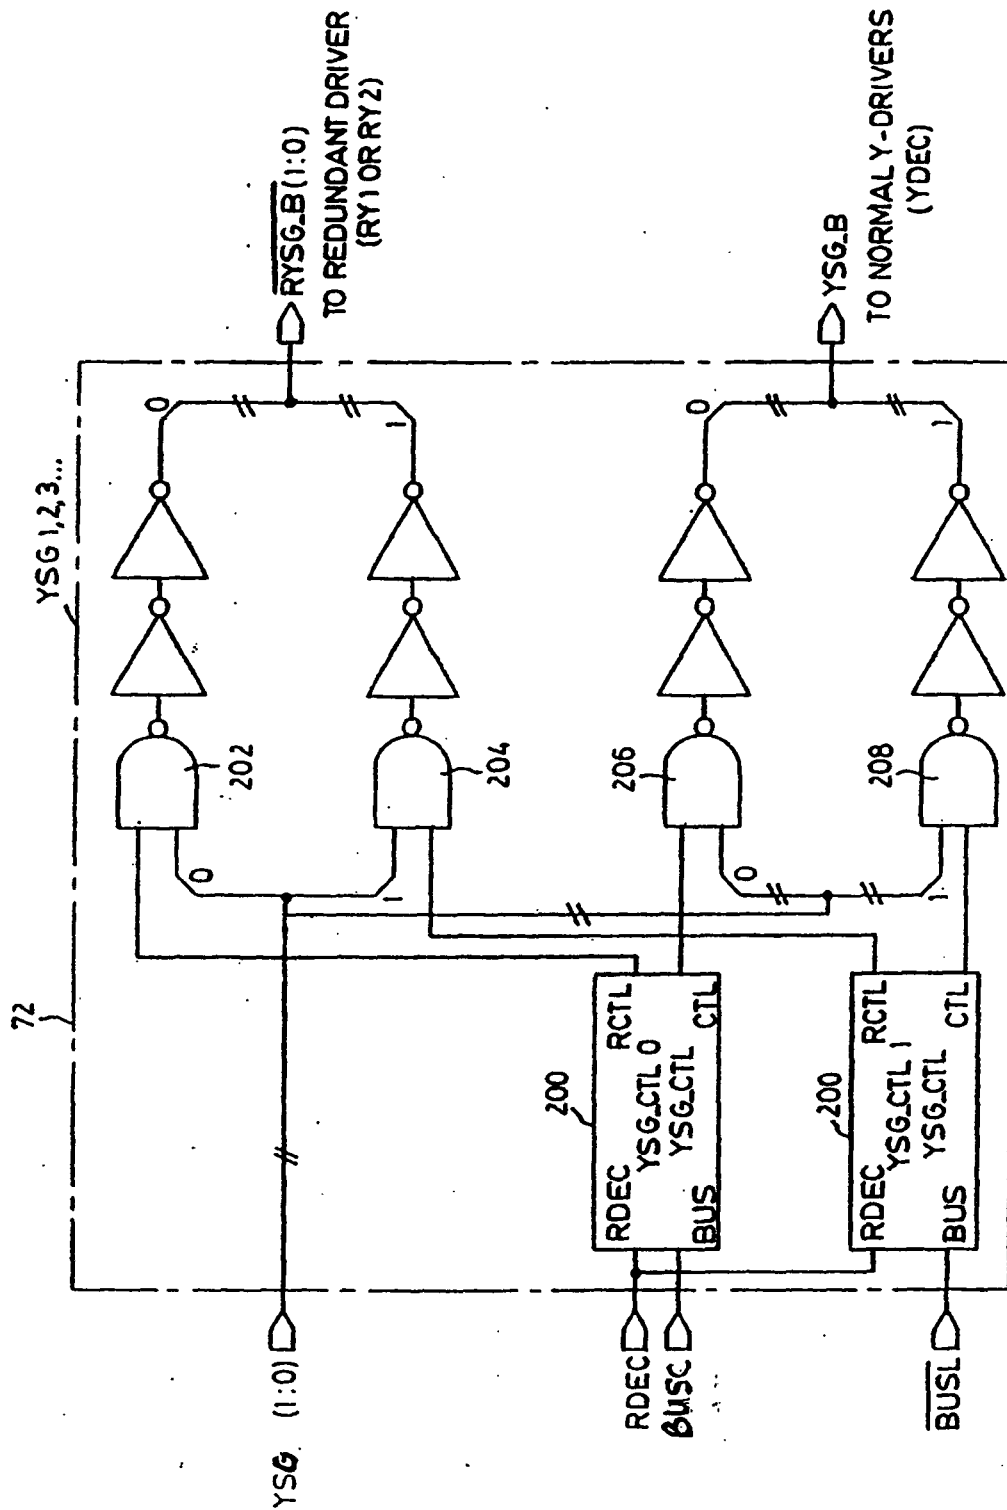 72
YSG 1,2,3...
YSG (1:0)
0
1
202
204
0
1
RYSG_B (1:0)
TO REDUNDANT DRIVER
(RY1 OR RY2)
RDEC
BUSC
200
RDEC RCTL
YSG_CTL 0
YSG_CTL
BUS CTL
0
1
206
208
0
1
YSG_B
TO NORMAL Y-DRIVERS
(YDEC)
BUSL
200
RDEC RCTL
YSG_CTL 1
YSG_CTL
BUS CTL